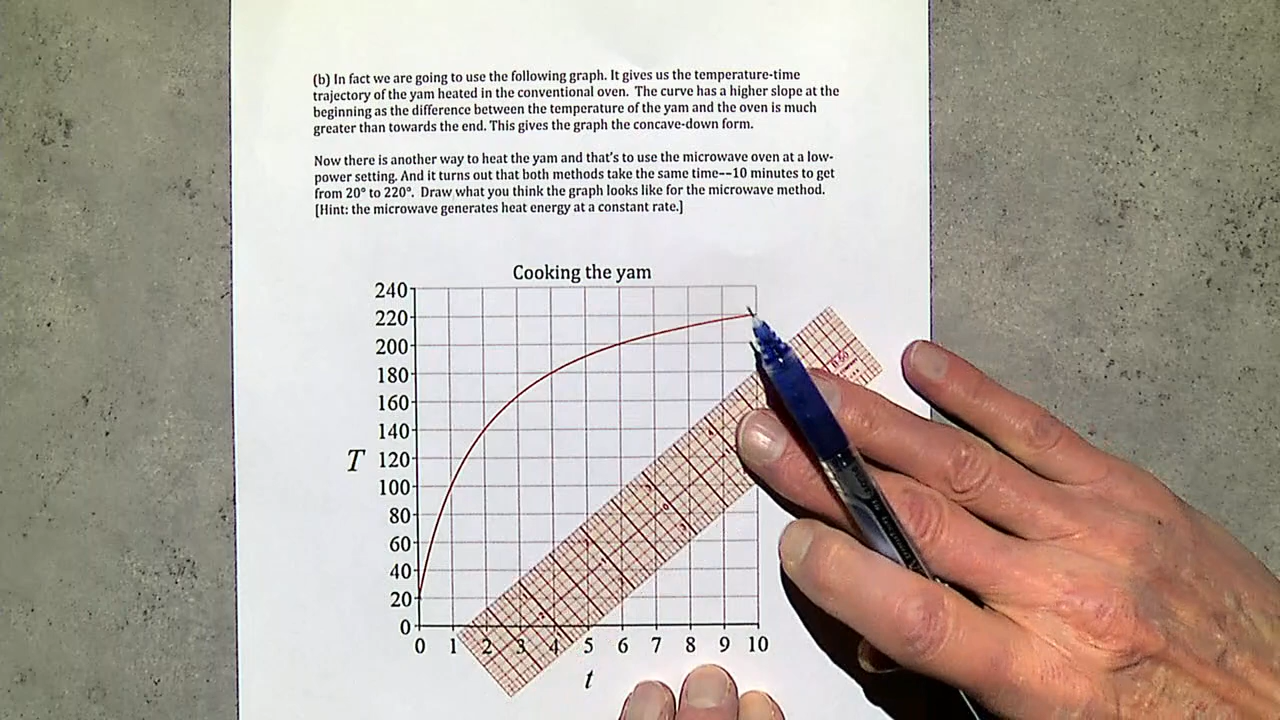 (b) In fact we are going to use the following graph. It gives us the temperature-time
trajectory of the yam heated in the conventional oven. The curve has a higher slope at the
beginning as the difference between the temperature of the yam and the oven is much
greater than towards the end. This gives the graph the concave-down form.
Now there is another way to heat the yam and that's to use the microwave oven at a low-
power setting. And it turns out that both methods take the same time--10 minutes to get
from 20° to 220°. Draw what you think the graph looks like for the microwave method.
[Hint: the microwave generates heat energy at a constant rate.]
Cooking the yam
240
220
200
180
160
140
T
120
100
80
60
40
20
0
0 1 2 3 4 5 6 7 8 9 10
t